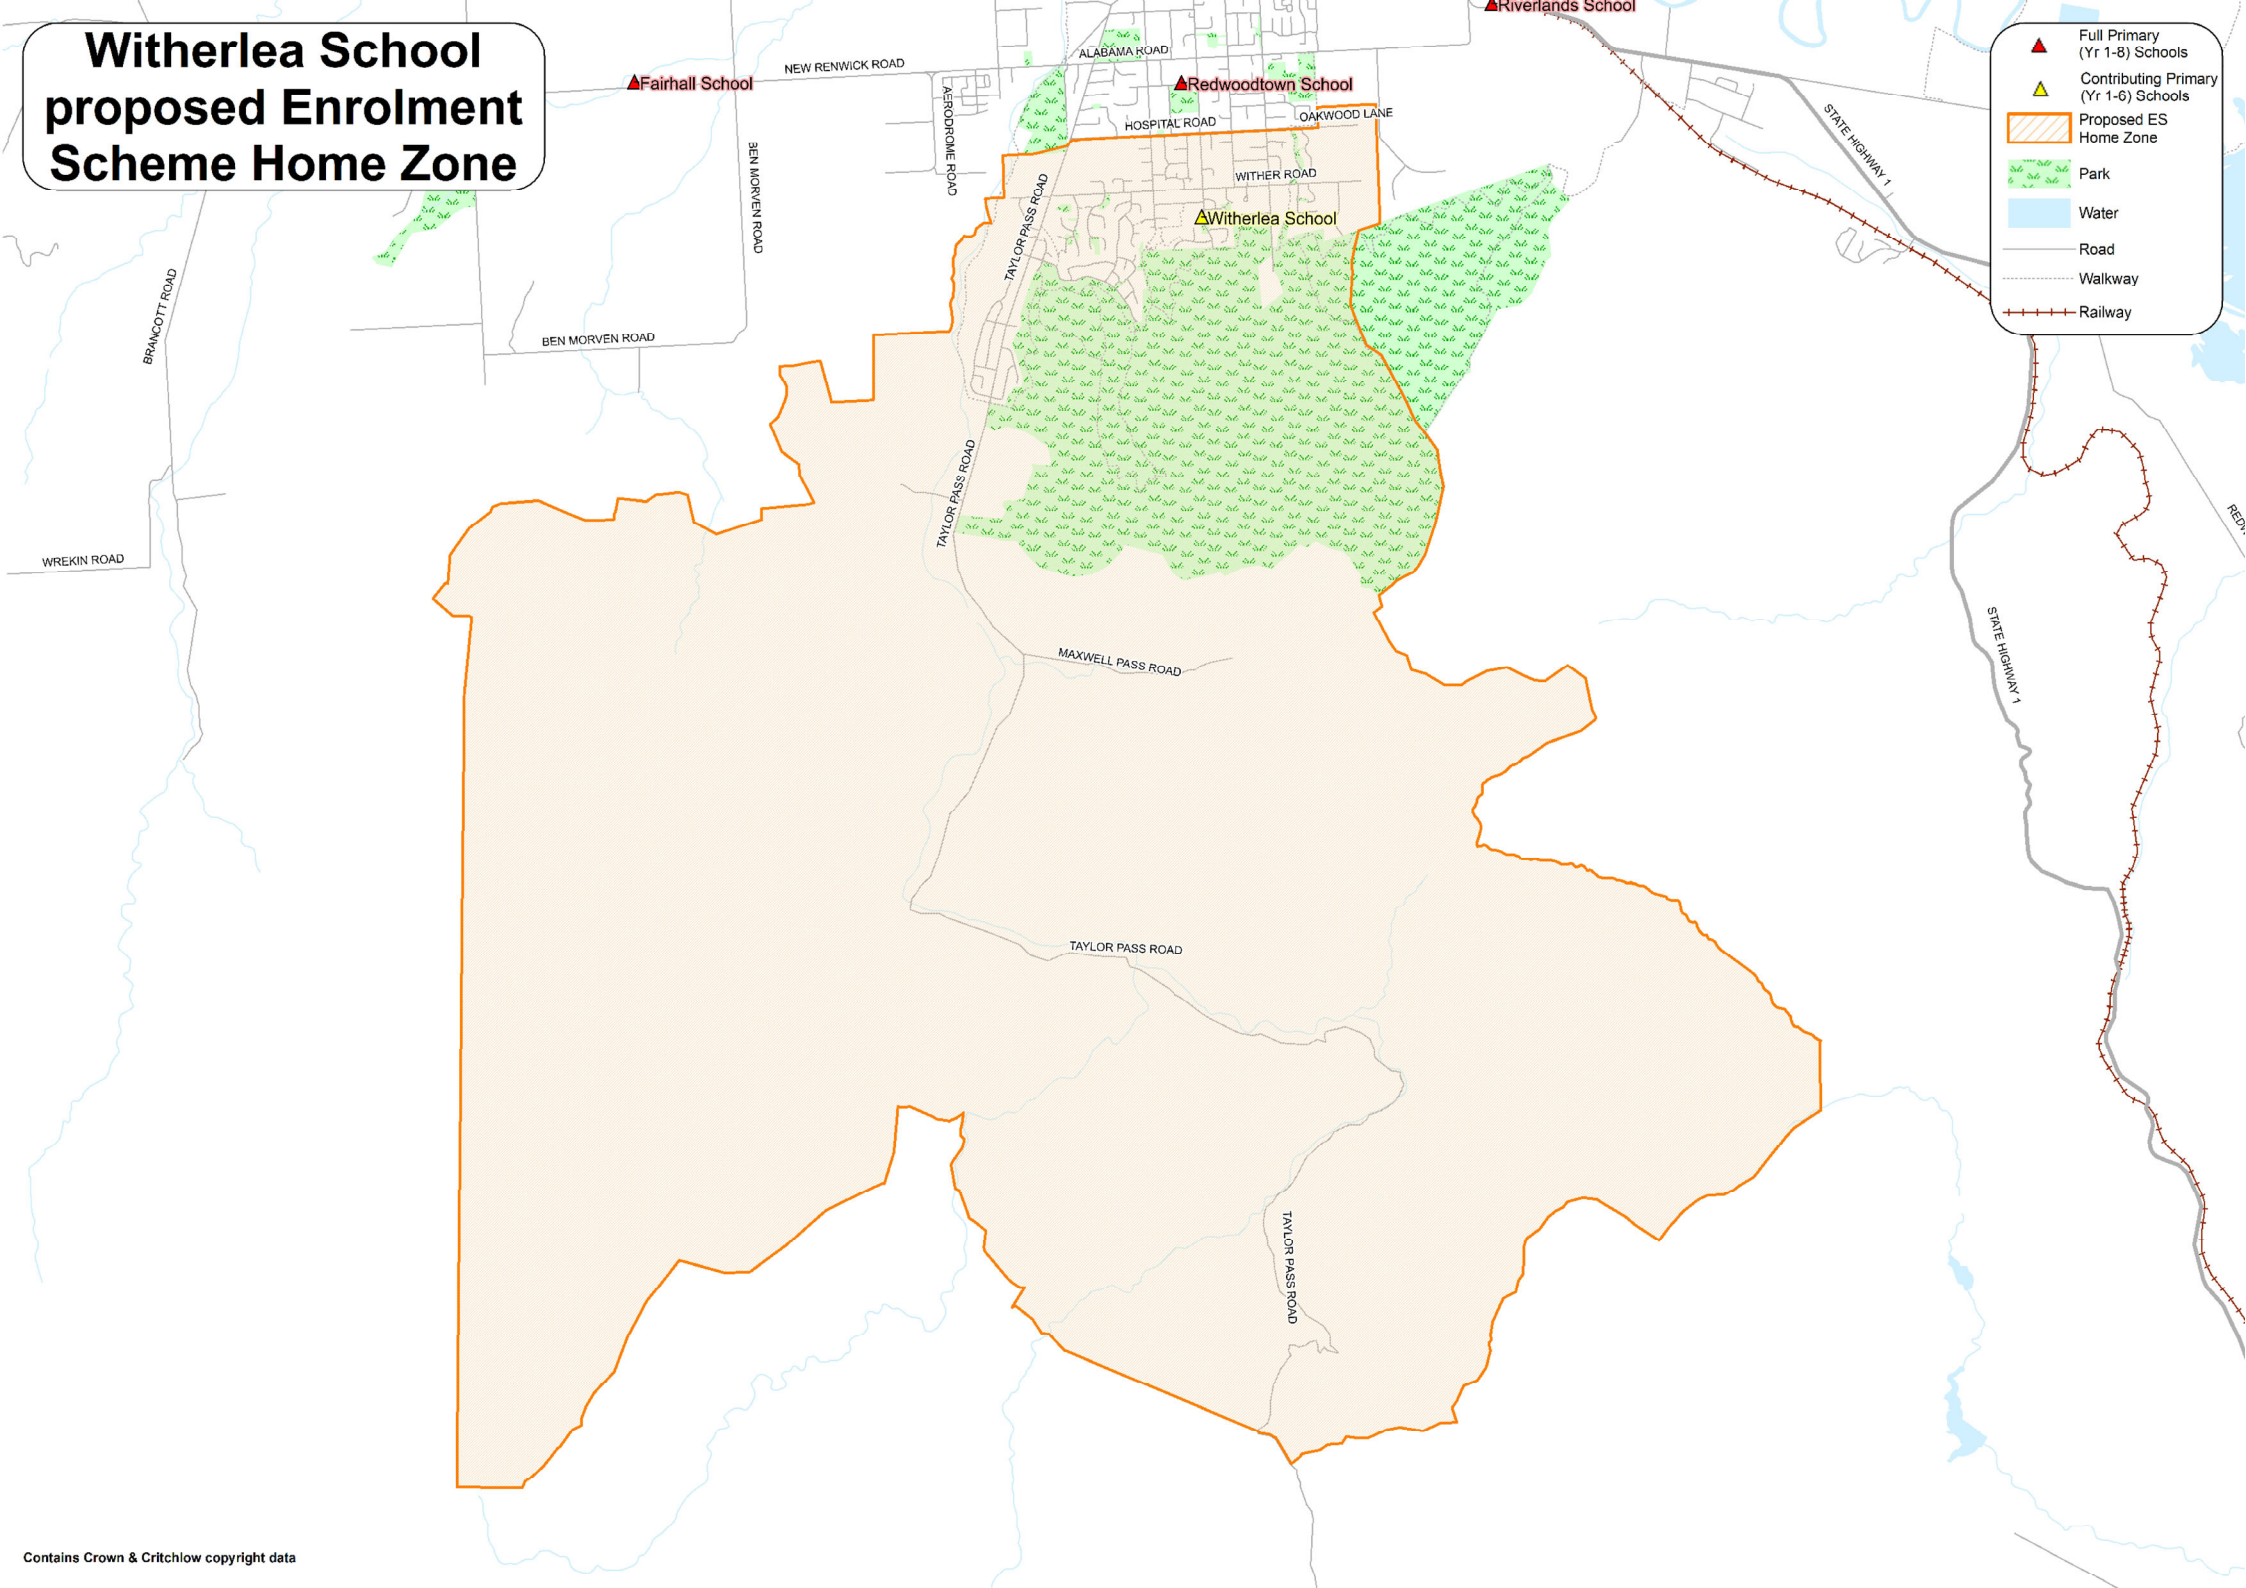 Witherlea School
proposed Enrolment
Scheme Home Zone
Riverlands School
Full Primary
(Yr 1-8) Schools
Contributing Primary
(Yr 1-6) Schools
Proposed ES
Home Zone
Park
Water
Road
Walkway
Railway
ALABAMA ROAD
NEW RENWICK ROAD
Fairhall School
Redwoodtown School
AERODROME ROAD
HOSPITAL ROAD
OAKWOOD LANE
STATE HIGHWAY 1
BEN MORVEN ROAD
WITHER ROAD
TAYLOR PASS ROAD
Witherlea School
BRANCOTT ROAD
BEN MORVEN ROAD
TAYLOR PASS ROAD
WREKIN ROAD
MAXWELL PASS ROAD
STATE HIGHWAY 1
TAYLOR PASS ROAD
TAYLOR PASS ROAD
Contains Crown & Critchlow copyright data